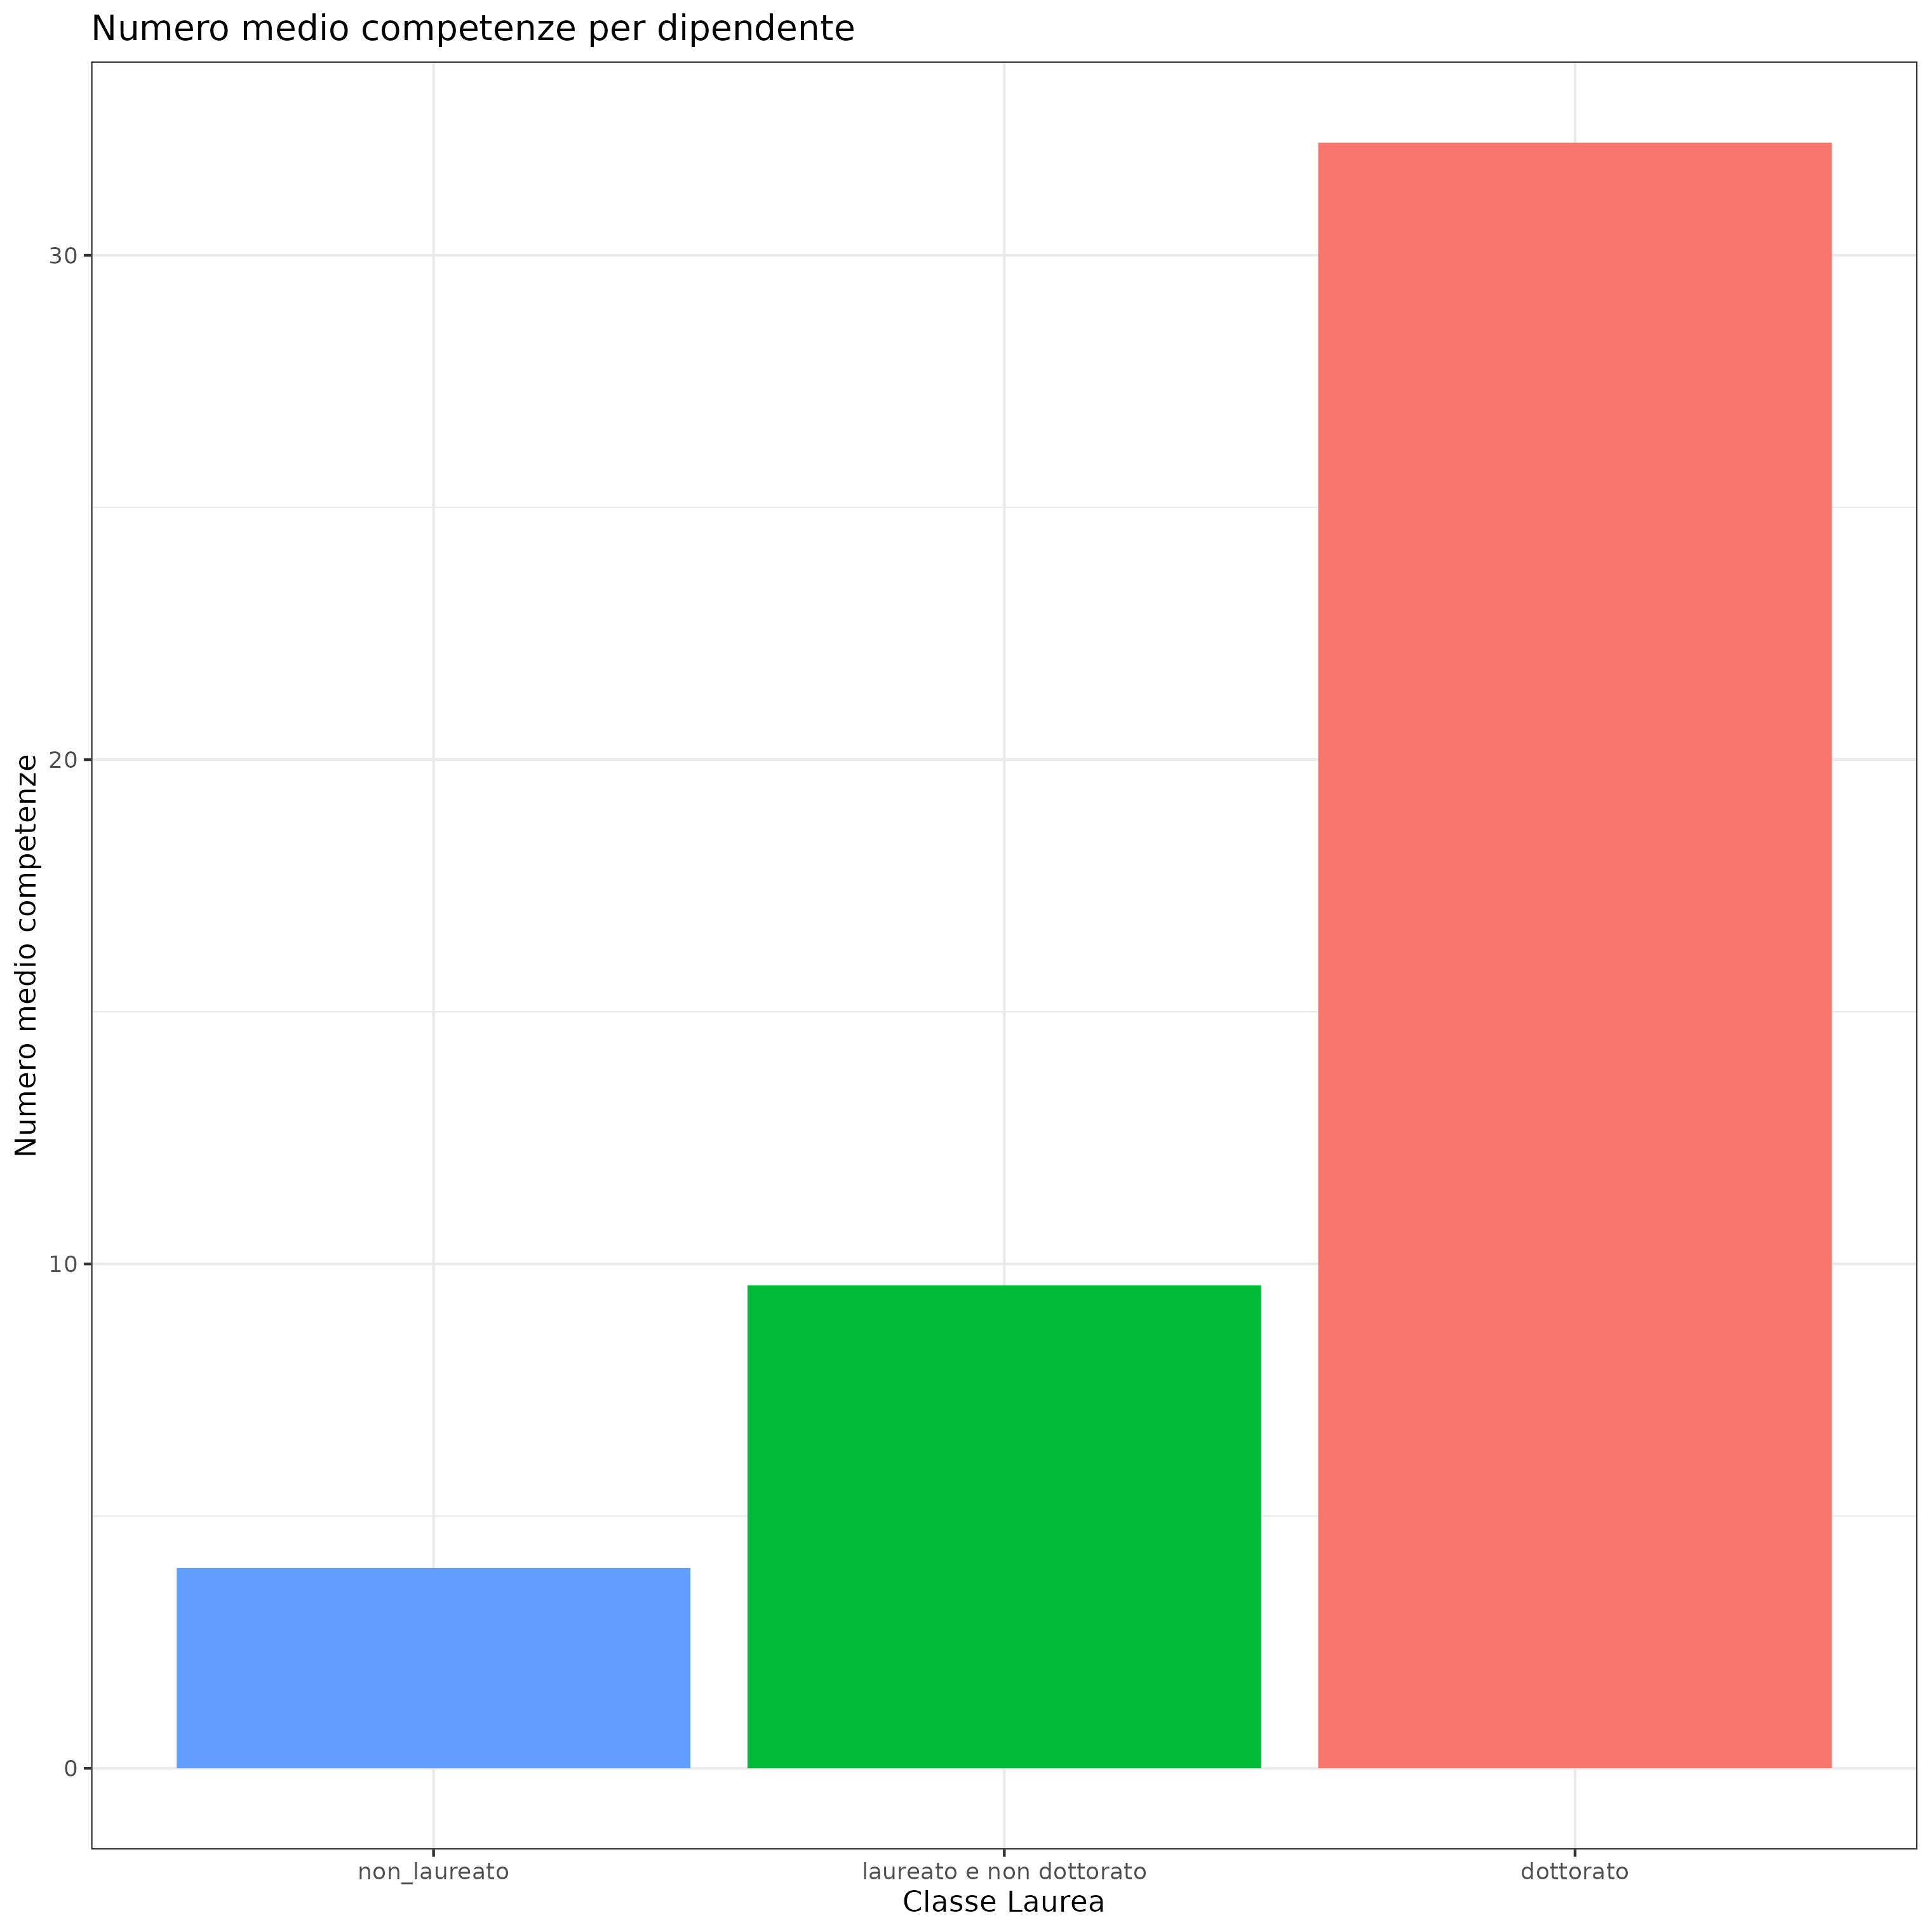 Numero medio competenze per dipendente
Numero medio competenze
30
20
10
0
non_laureato
laureato e non dottorato
dottorato
Classe Laurea